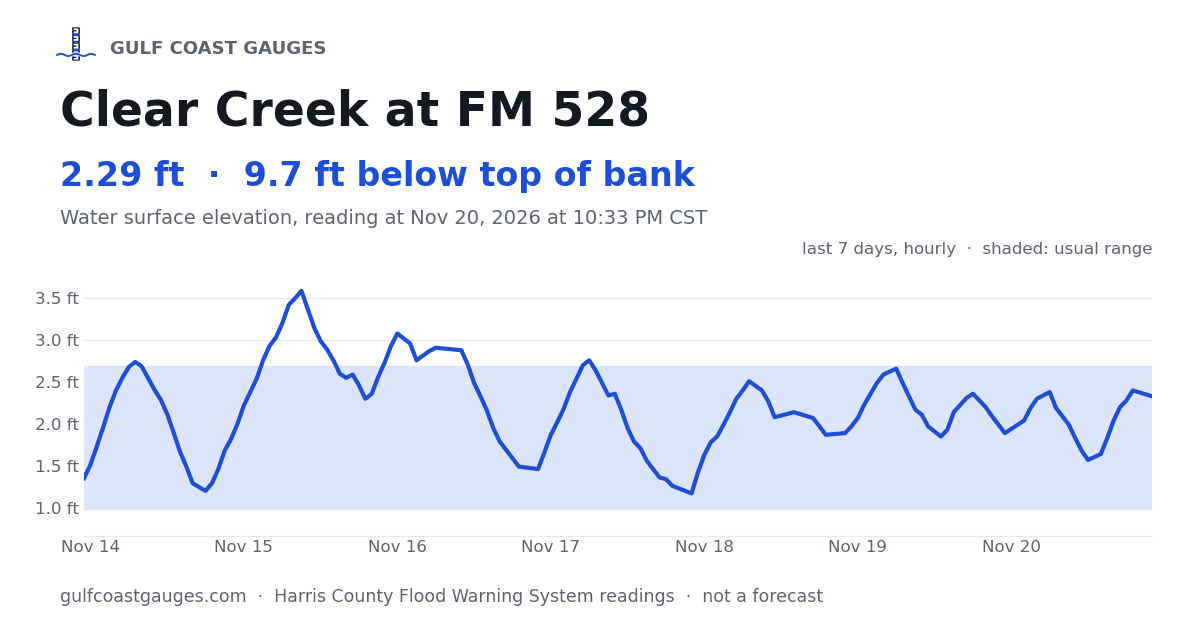 GULF COAST GAUGES
Clear Creek at FM 528
2.29 ft · 9.7 ft below top of bank
Water surface elevation, reading at Nov 20, 2026 at 10:33 PM CST
last 7 days, hourly · shaded: usual range
3.5 ft
3.0 ft
2.5 ft
2.0 ft
1.5 ft
1.0 ft
Nov 14 Nov 15 Nov 16 Nov 17 Nov 18 Nov 19 Nov 20
gulfcoastgauges.com · Harris County Flood Warning System readings · not a forecast